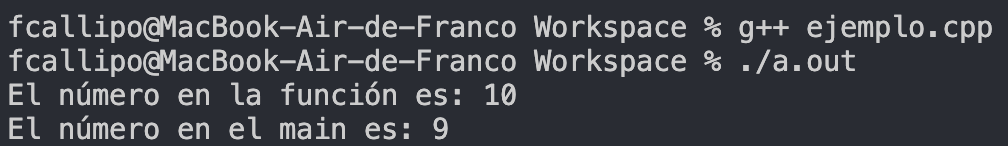 fcallipo@MacBook-Air-de-Franco Workspace % g++ ejemplo.cpp
fcallipo@MacBook-Air-de-Franco Workspace % ./a.out
El número en la función es: 10
El número en el main es: 9